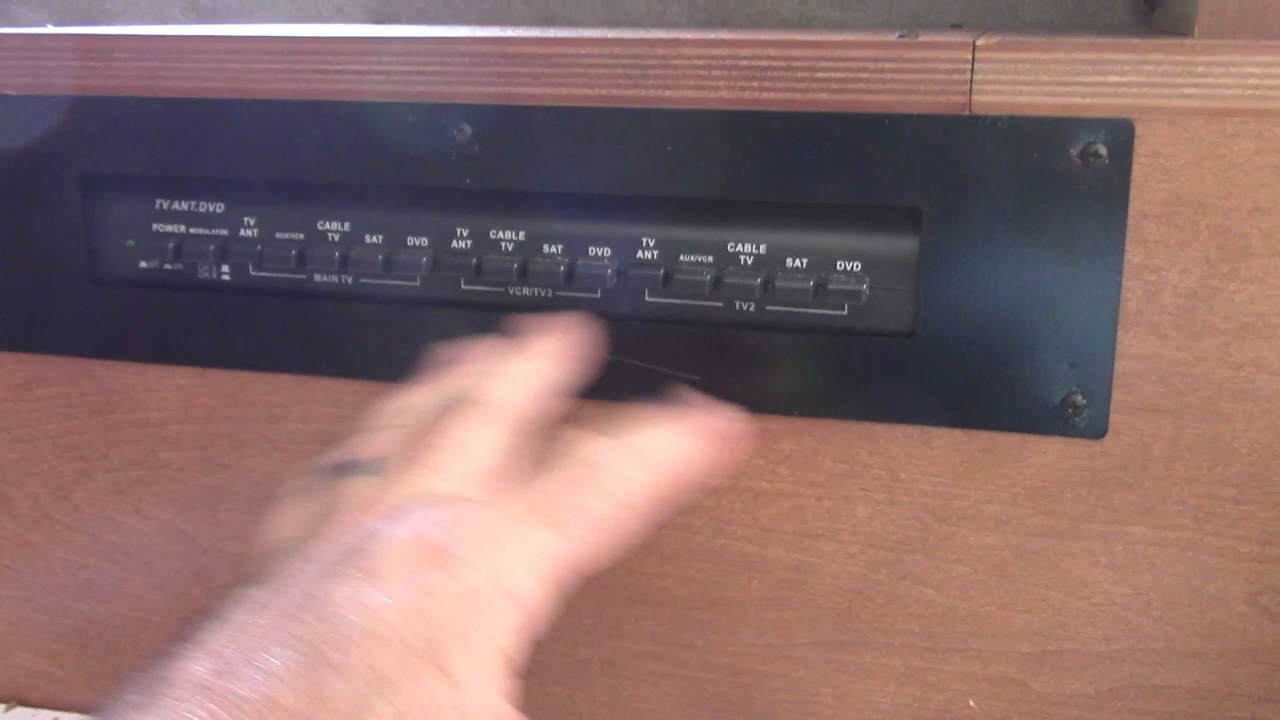 TV ANT.DVD
POWER MODULATOR TV ANT AUX/VCR CABLE TV SAT DVD
MAIN TV
TV ANT CABLE TV SAT DVD
VCR/TV3
TV ANT AUX/VCR CABLE TV SAT DVD
TV2